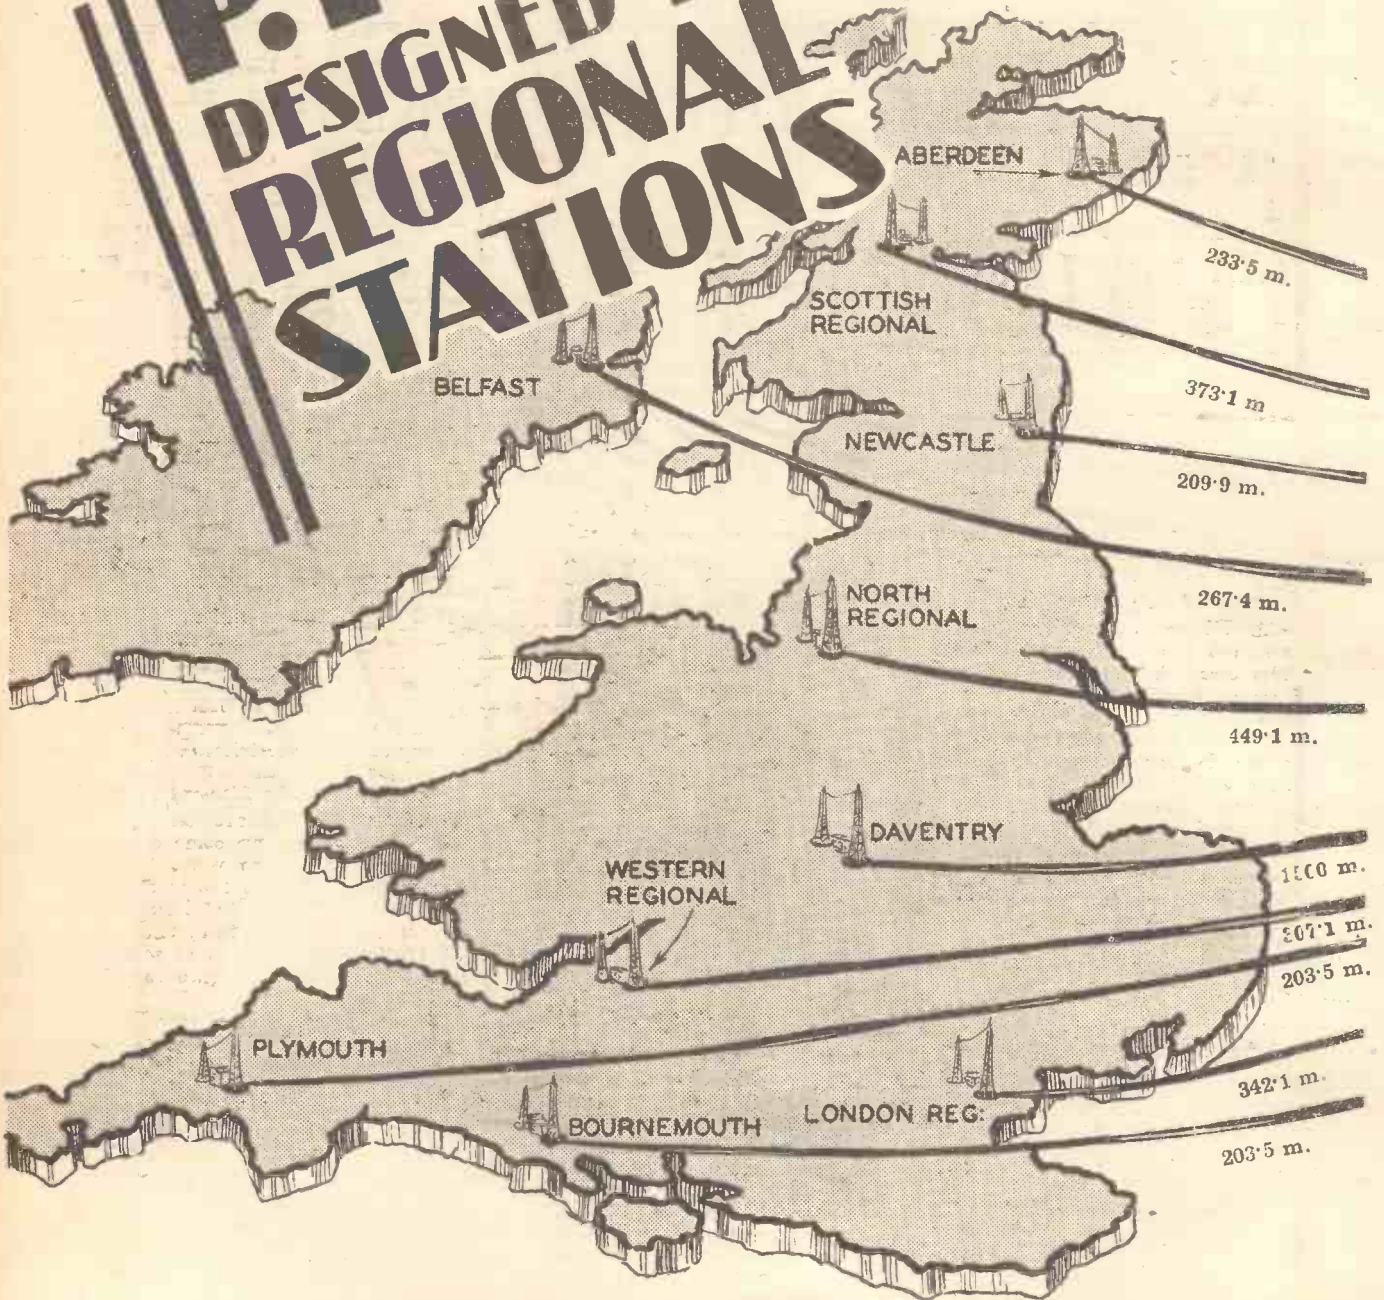 DESIGNED
REGIONAL
STATIONS
ABERDEEN
233·5 m.
SCOTTISH
REGIONAL
373·1 m
BELFAST
NEWCASTLE
209·9 m.
267·4 m.
NORTH
REGIONAL
449·1 m.
DAVENTRY
m.
WESTERN
REGIONAL
m.
203·5 m.
PLYMOUTH
342·1 m.
BOURNEMOUTH
LONDON REG:
203·5 m.